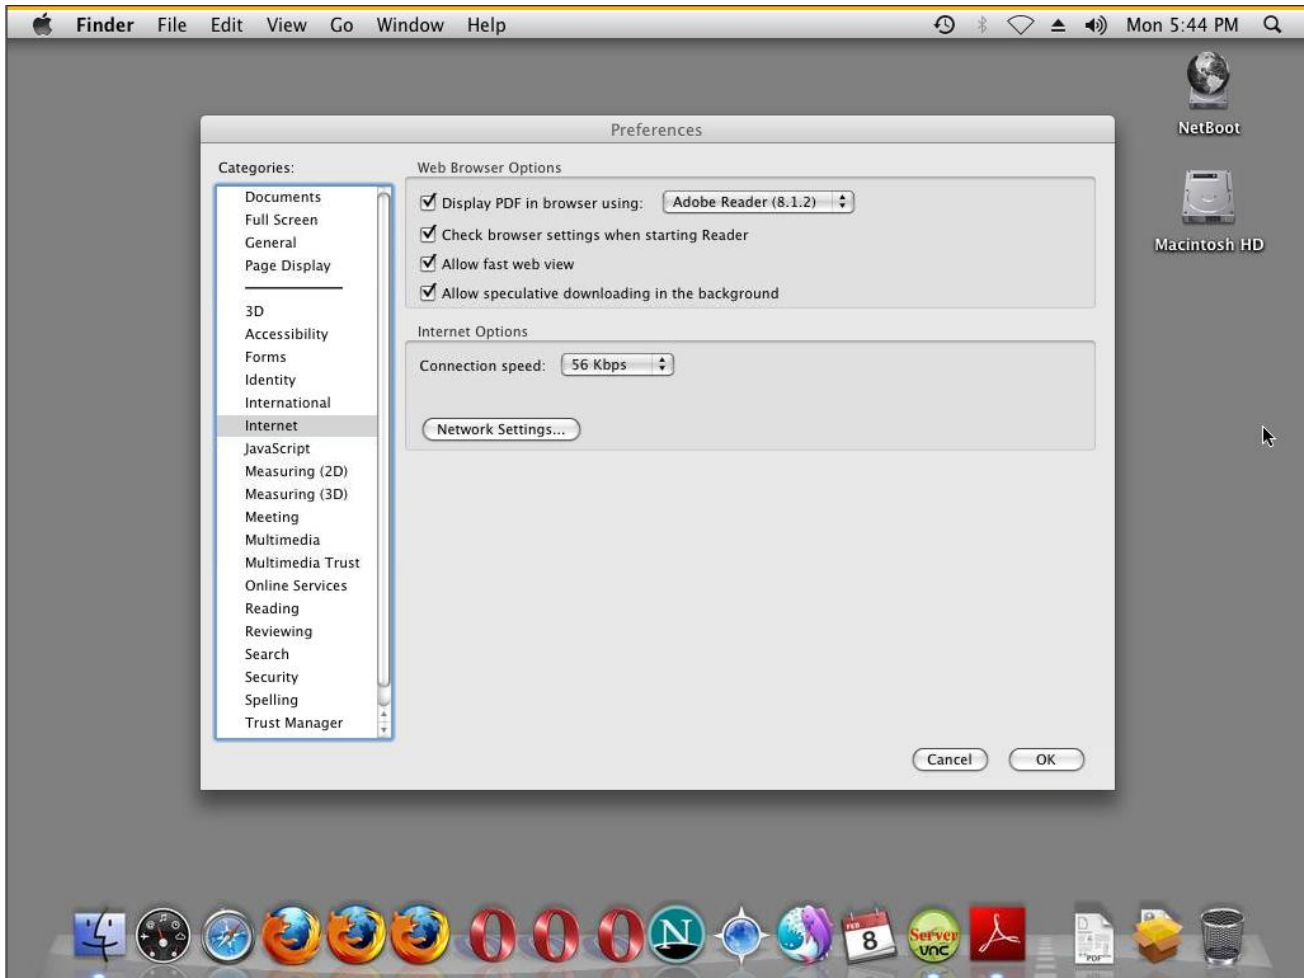 Finder File Edit View Go Window Help Mon 5:44 PM
NetBoot
Macintosh HD
Preferences
Categories:
Documents
Full Screen
General
Page Display
3D
Accessibility
Forms
Identity
International
Internet
JavaScript
Measuring (2D)
Measuring (3D)
Meeting
Multimedia
Multimedia Trust
Online Services
Reading
Reviewing
Search
Security
Spelling
Trust Manager
Web Browser Options
Display PDF in browser using: Adobe Reader (8.1.2)
Check browser settings when starting Reader
Allow fast web view
Allow speculative downloading in the background
Internet Options
Connection speed: 56 Kbps
Network Settings...
Cancel OK
N
FEB
8
Server
VNC
PDF